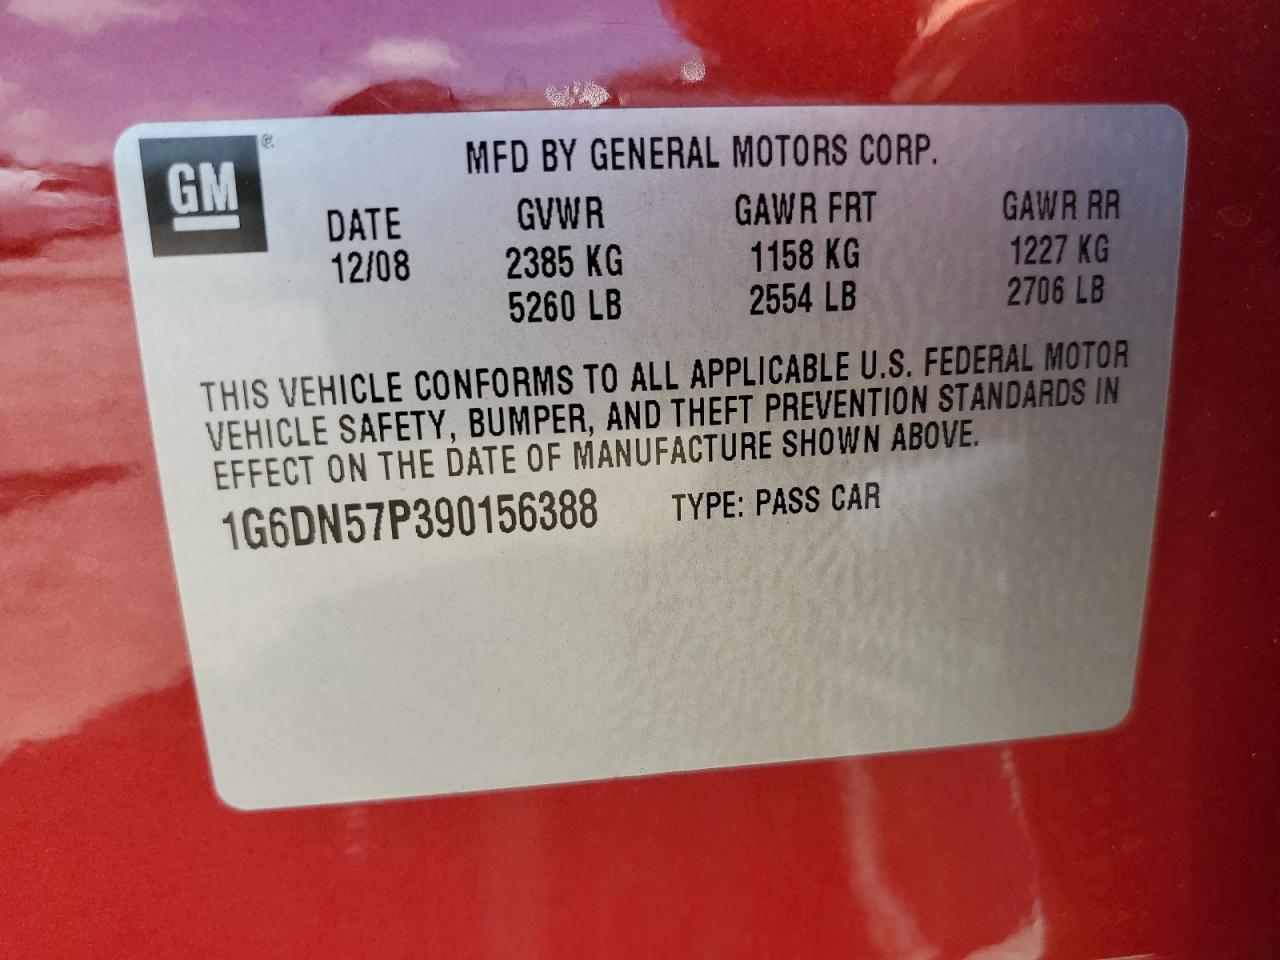 GM®
MFD BY GENERAL MOTORS CORP.
DATE GVWR GAWR FRT GAWR RR
12/08 2385 KG 1158 KG 1227 KG
5260 LB 2554 LB 2706 LB
THIS VEHICLE CONFORMS TO ALL APPLICABLE U.S. FEDERAL MOTOR
VEHICLE SAFETY, BUMPER, AND THEFT PREVENTION STANDARDS IN
EFFECT ON THE DATE OF MANUFACTURE SHOWN ABOVE.
1G6DN57P390156388 TYPE: PASS CAR